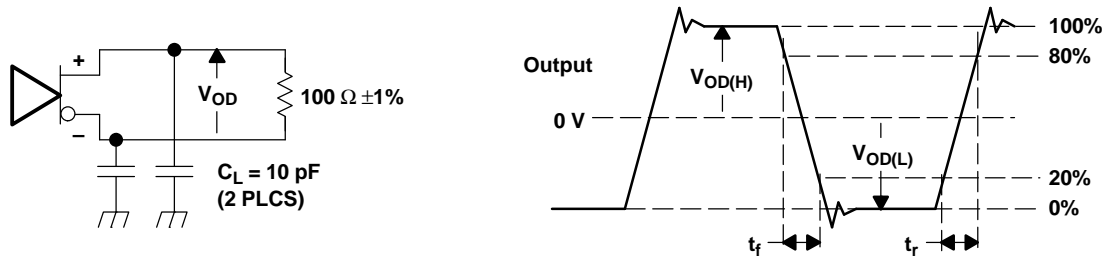 +
V_OD
100 Ω ±1%
–
C_L = 10 pF
(2 PLCS)
100%
80%
Output
V_OD(H)
0 V
V_OD(L)
20%
0%
t_f
t_r